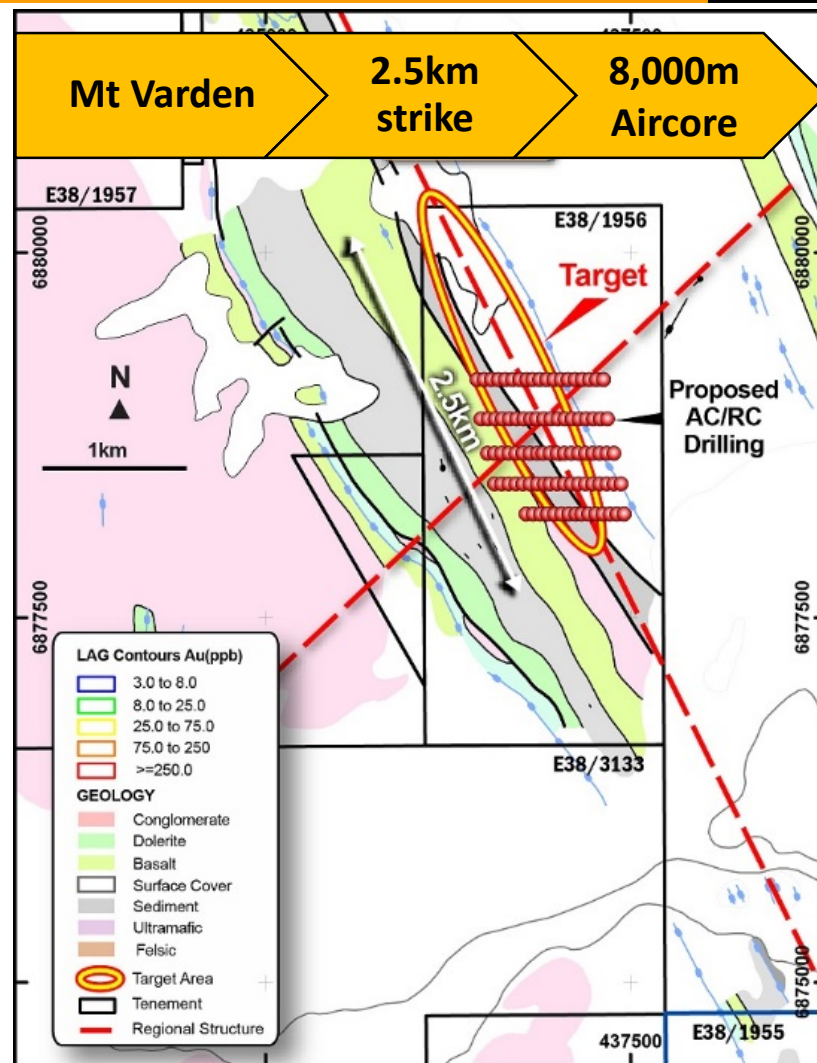 Mt Varden
2.5km
strike
8,000m
Aircore
437500
E38/1957
E38/1956
6880000
6880000
Target
N
1km
2.5km
Proposed
AC/RC
Drilling
6877500
6877500
LAG Contours Au(ppb)
3.0 to 8.0
8.0 to 25.0
25.0 to 75.0
75.0 to 250
>=250.0
GEOLOGY
Conglomerate
Dolerite
Basalt
Surface Cover
Sediment
Ultramafic
Felsic
Target Area
Tenement
Regional Structure
E38/3133
6875000
437500
E38/1955